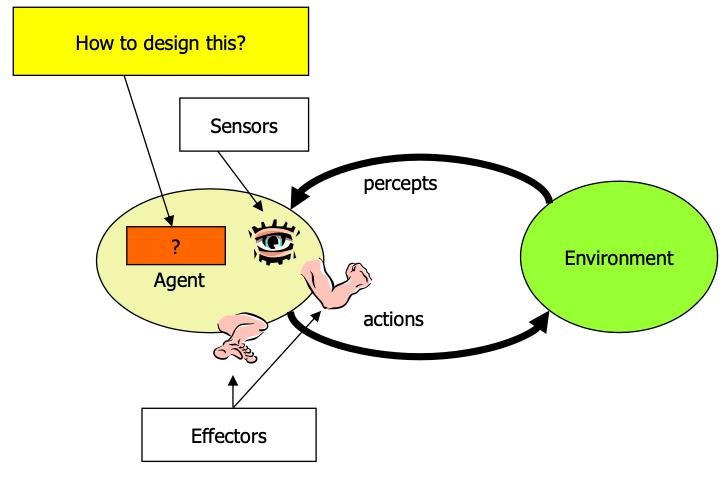 How to design this?
Sensors
percepts
?
Agent
Environment
actions
Effectors